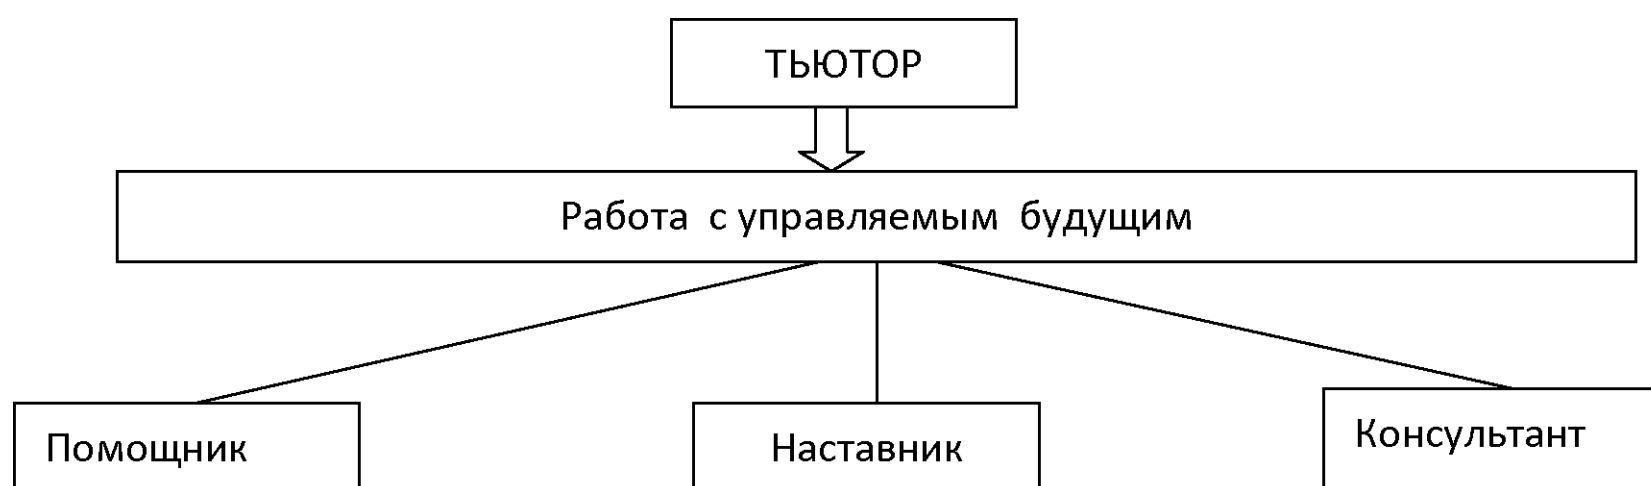 ТЬЮТОР
Работа с управляемым будущим
Помощник
Наставник
Консультант